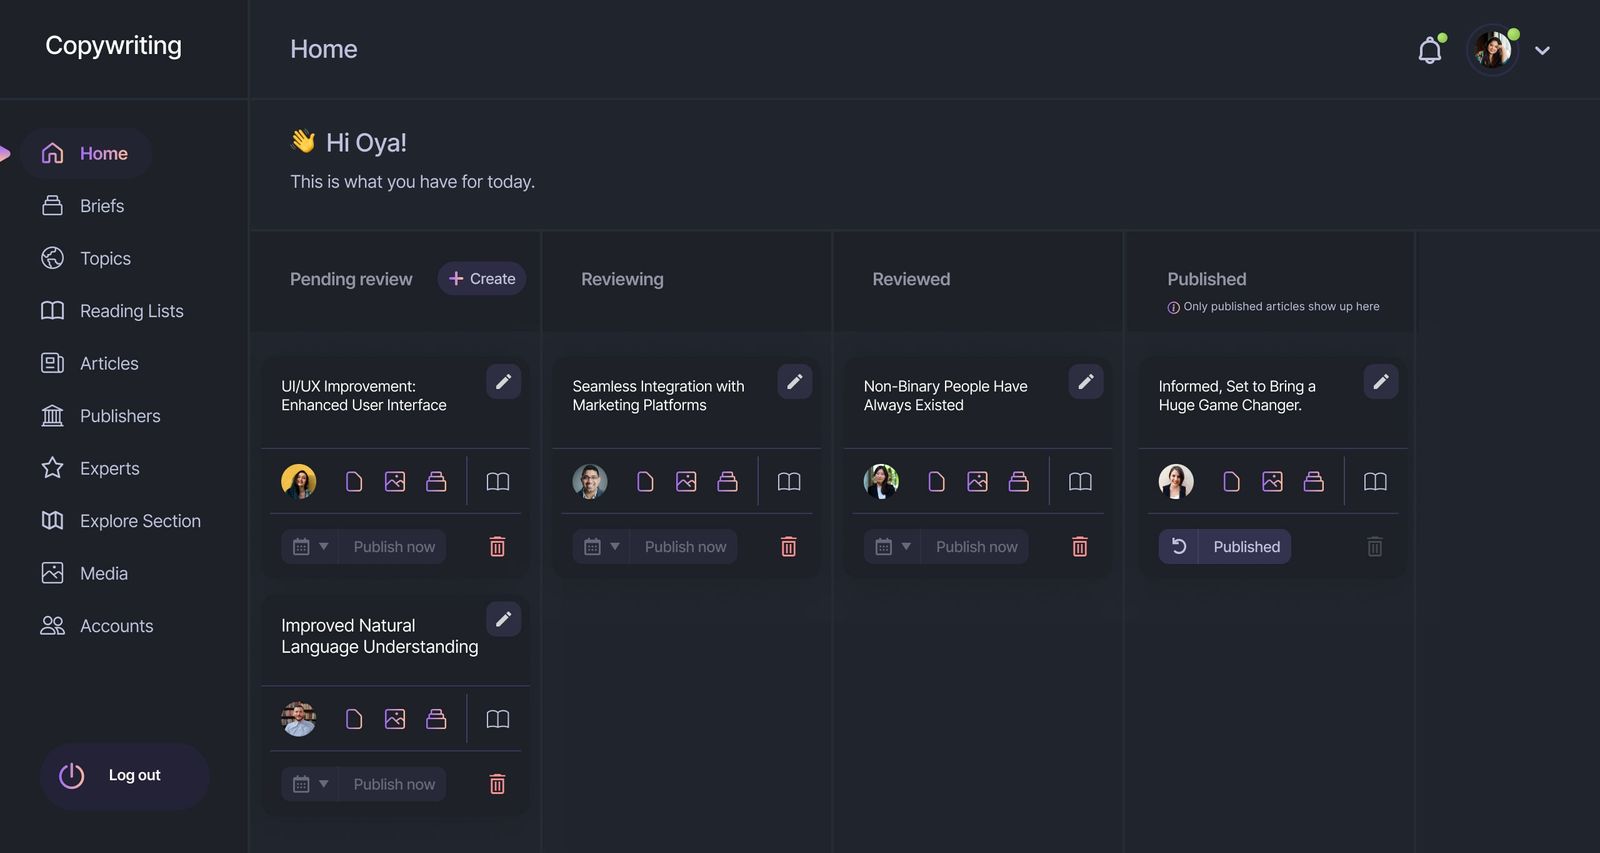 Copywriting
Home
Home
Briefs
Topics
Reading Lists
Articles
Publishers
Experts
Explore Section
Media
Accounts
Log out
👋 Hi Oya!
This is what you have for today.
Pending review
+ Create
UI/UX Improvement:
Enhanced User Interface
Publish now
Improved Natural
Language Understanding
Publish now
Reviewing
Seamless Integration with
Marketing Platforms
Publish now
Reviewed
Non-Binary People Have
Always Existed
Publish now
Published
Only published articles show up here
Informed, Set to Bring a
Huge Game Changer.
Published